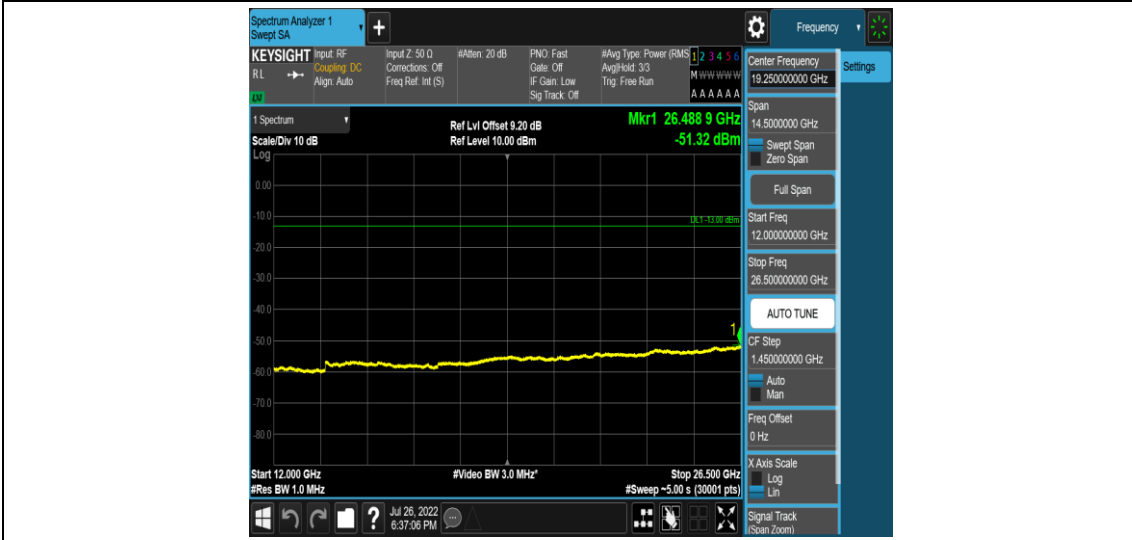 Spectrum Analyzer 1
Swept SA
+
Frequency
KEYSIGHT
R L
Input: RF
Coupling: DC
Align: Auto
Input Z: 50 Ω
Corrections: Off
Freq Ref: Int (S)
#Atten: 20 dB
PNO: Fast
Gate: Off
IF Gain: Low
Sig Track: Off
#Avg Type: Power (RMS
Avg|Hold: 3/3
Trig: Free Run
1 2 3 4 5 6
M W W W W W
A A A A A A
1 Spectrum
Scale/Div 10 dB
Log
Ref Lvl Offset 9.20 dB
Ref Level 10.00 dBm
Mkr1 26.488 9 GHz
-51.32 dBm
0.00
-10.0
DL1 -13.00 dBm
-20.0
-30.0
-40.0
1
-50.0
-60.0
-70.0
-80.0
Start 12.000 GHz
#Res BW 1.0 MHz
#Video BW 3.0 MHz*
Stop 26.500 GHz
#Sweep ~5.00 s (30001 pts)
?
Jul 26, 2022
6:37:06 PM
Center Frequency
19.250000000 GHz
Settings
Span
14.5000000 GHz
Swept Span
Zero Span
Full Span
Start Freq
12.000000000 GHz
Stop Freq
26.500000000 GHz
AUTO TUNE
CF Step
1.450000000 GHz
Auto
Man
Freq Offset
0 Hz
X Axis Scale
Log
Lin
Signal Track
(Span Zoom)